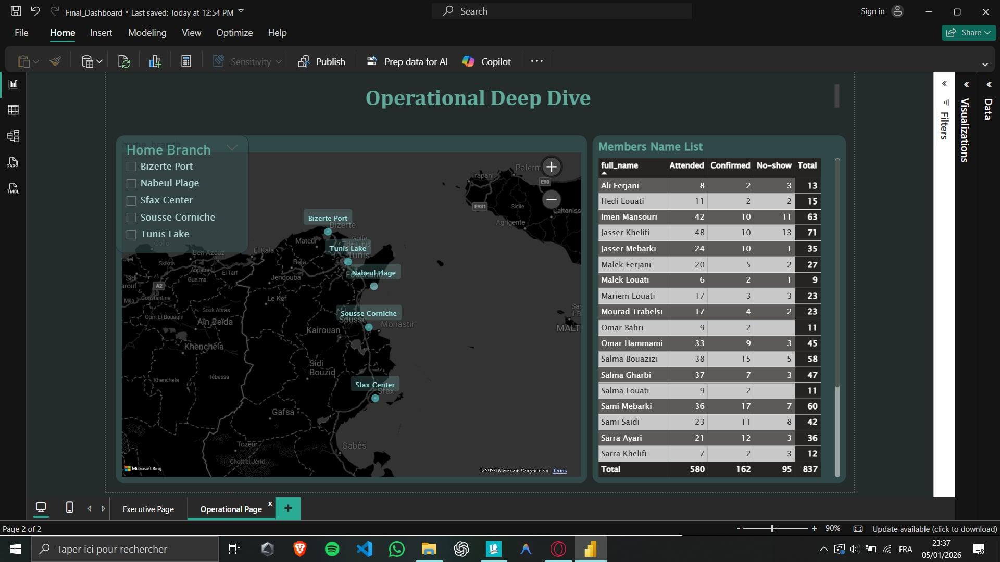 Final_Dashboard • Last saved: Today at 12:54 PM
Search
Sign in
File Home Insert Modeling View Optimize Help
Share
Sensitivity
Publish
Prep data for AI
Copilot
Operational Deep Dive
Filters
Visualizations
Data
DAX
TMDL
home_branch
Home Branch
Bizerte Port
Nabeul Plage
Sfax Center
Sousse Corniche
Tunis Lake
Trapani
Palerm
E90
E931
Sicile
Caltaniss
Agrigente
Bizerte Port
Bizerte
Mateur
Golfe de Tunis
Tunis Lake
Tunis
Nabeul Plage
Collo
Ben Azouz
El Kala
Jijel
Skikda
Annaba
El Tarf
Béja
Sidi
arouf
A2
Guelma
Jendouba
Mila
Constantine
Le Kef
Souk Ahras
Oum El Bouaghi
Aïn Beïda
Sousse Corniche
Sousse
Monastir
Kairouan
MALT
Khenchela
Sidi Bouzid
Khenchela
Tébessa
Sfax Center
Sfax
Gafsa
Tozeur
Gabès
Chott el-Jérid
Microsoft Bing
© 2026 Microsoft Corporation Terms
Members Name List
full_name Attended Confirmed No-show Total
Ali Ferjani 8 2 3 13
Hedi Louati 11 2 2 15
Imen Mansouri 42 10 11 63
Jasser Khelifi 48 10 13 71
Jasser Mebarki 24 10 1 35
Malek Ferjani 20 5 2 27
Malek Louati 6 2 1 9
Mariem Louati 17 3 3 23
Mourad Trabelsi 17 4 2 23
Omar Bahri 9 2 11
Omar Hammami 33 9 3 45
Salma Bouazizi 38 15 5 58
Salma Gharbi 37 7 3 47
Salma Louati 9 2 11
Sami Mebarki 36 17 7 60
Sami Saidi 23 11 8 42
Sarra Ayari 21 12 3 36
Sarra Khelifi 7 2 3 12
Total 580 162 95 837
Executive Page
Operational Page
Page 2 of 2
90%
Update available (click to download)
Taper ici pour rechercher
FRA
23:37
05/01/2026